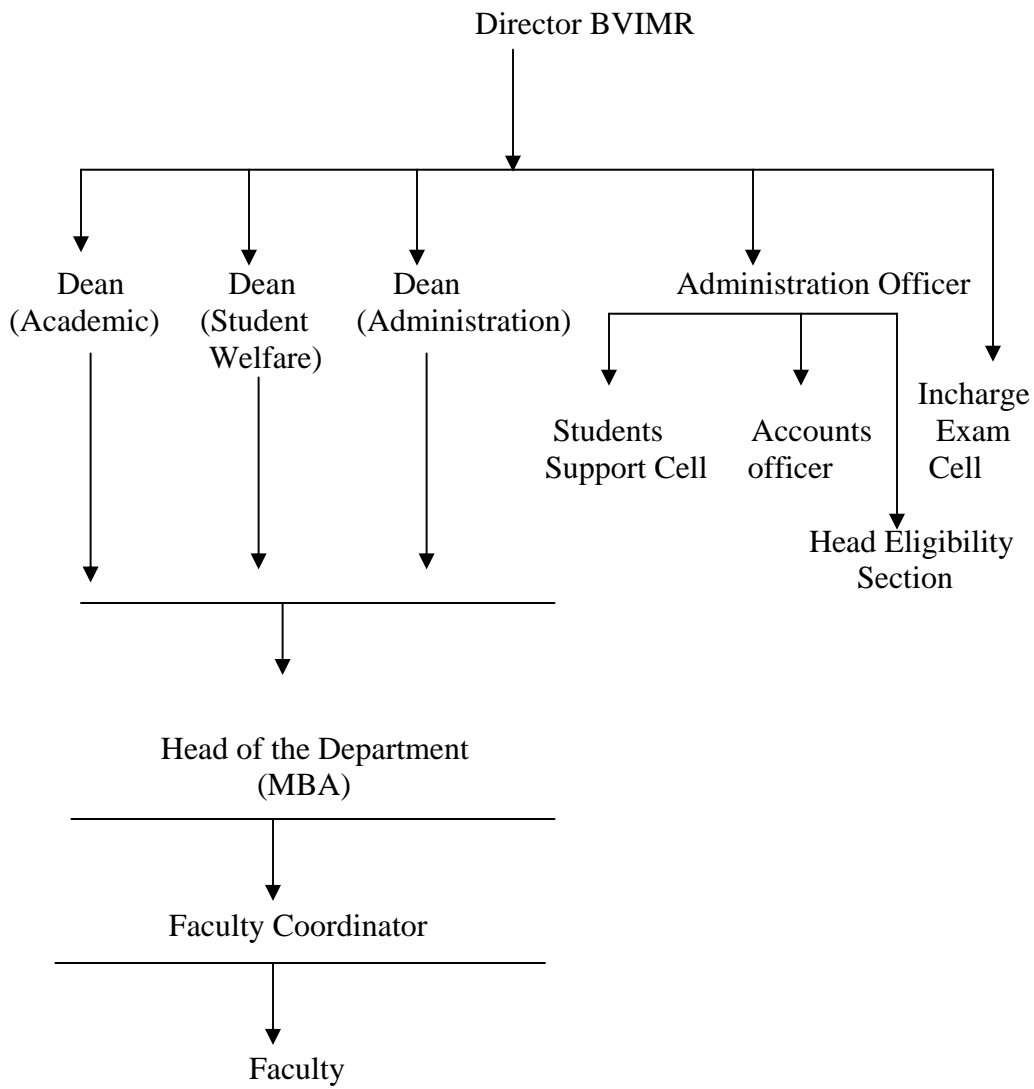 Director BVIMR
Dean
(Academic)
Dean
(Student
Welfare)
Dean
(Administration)
Administration Officer
Students
Support Cell
Accounts
officer
Incharge
Exam
Cell
Head Eligibility
Section
Head of the Department
(MBA)
Faculty Coordinator
Faculty